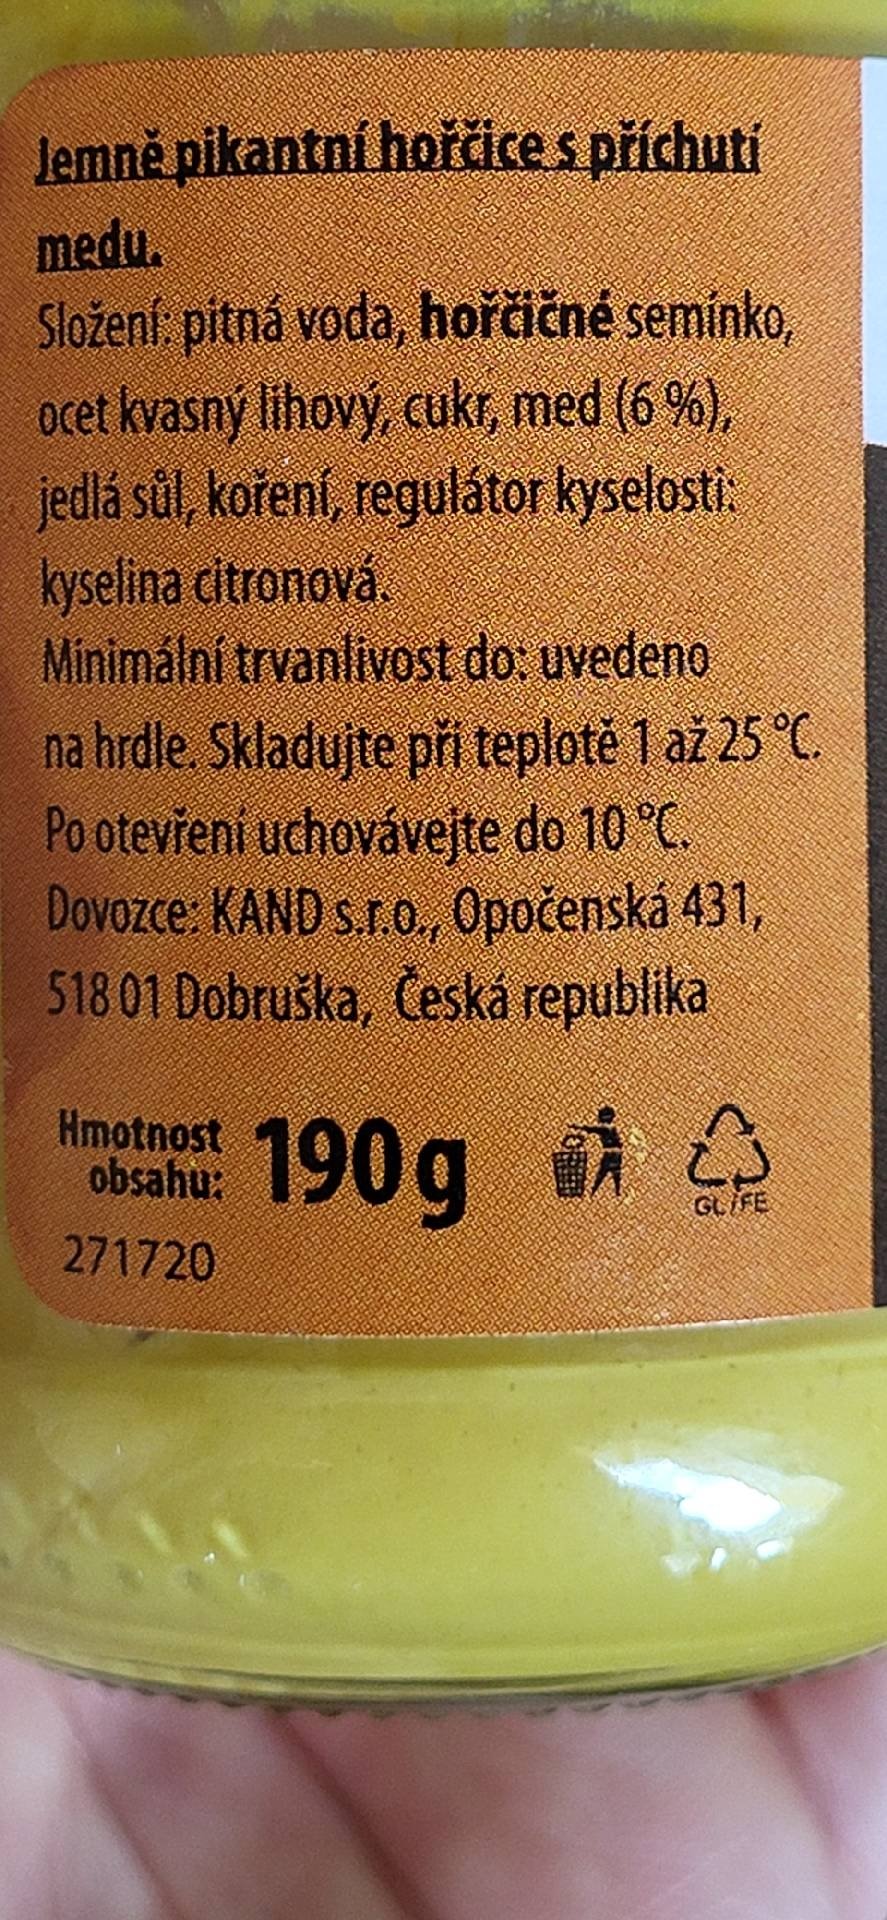 Jemně pikantní hořčice s příchutí
medu.
Složení: pitná voda, hořčičné semínko,
ocet kvasný lihový, cukr, med (6 %),
jedlá sůl, koření, regulátor kyselosti:
kyselina citronová.
Minimální trvanlivost do: uvedeno
na hrdle. Skladujte při teplotě 1 až 25 °C.
Po otevření uchovávejte do 10 °C.
Dovozce: KAND s.r.o., Opočenská 431,
518 01 Dobruška, Česká republika
Hmotnost
obsahu: 190 g
GL/FE
271720